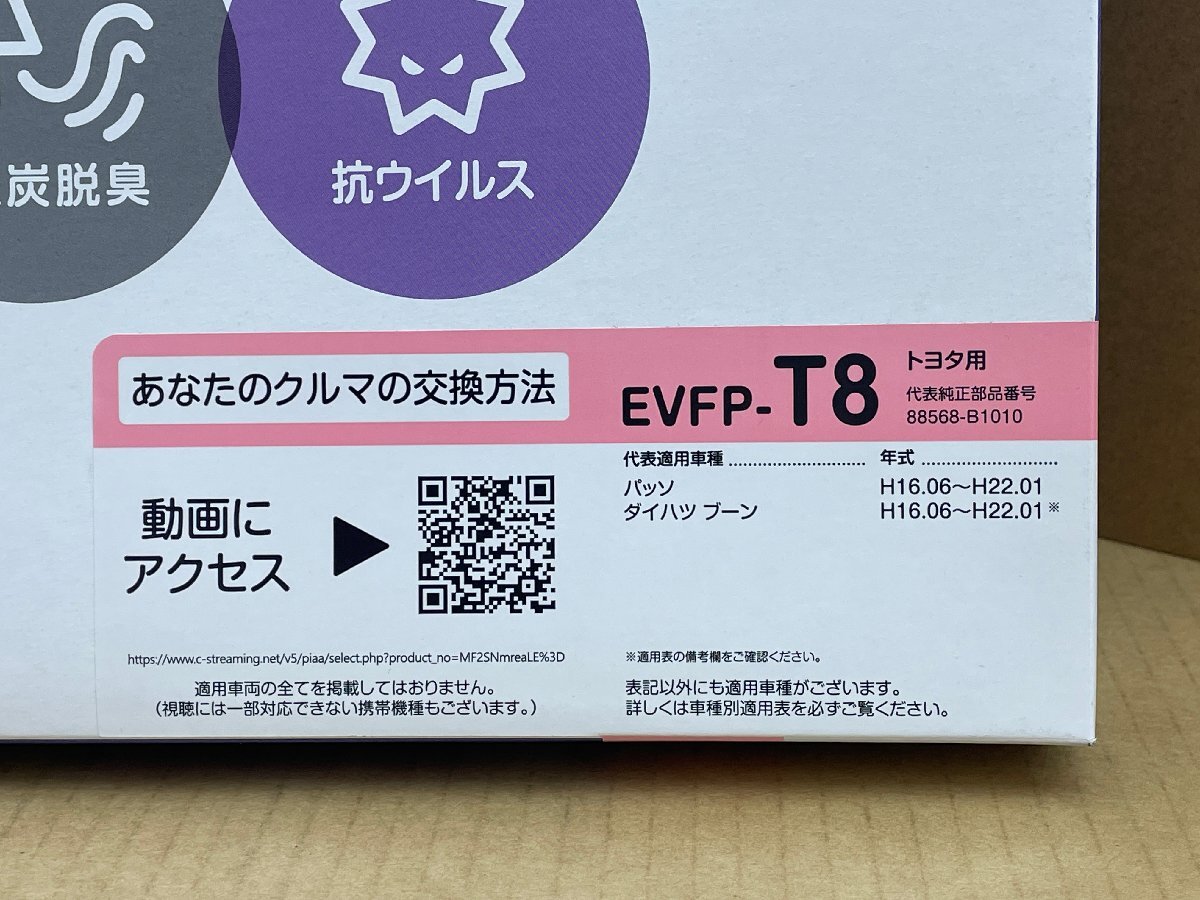 炭脱臭
抗ウイルス
あなたのクルマの交換方法
EVFP-T8
トヨタ用
代表純正部品番号
88568-B1010
代表適用車種 ............................ 年式 ............................
パッソ H16.06〜H22.01
ダイハツ ブーン H16.06〜H22.01※
動画に
アクセス
https://www.c-streaming.net/v5/piaa/select.php?product_no=MF2SNmreaLE%3D
適用車両の全てを掲載してはおりません。
（視聴には一部対応できない携帯機種もございます。）
※適用表の備考欄をご確認ください。
表記以外にも適用車種がございます。
詳しくは車種別適用表を必ずご覧ください。